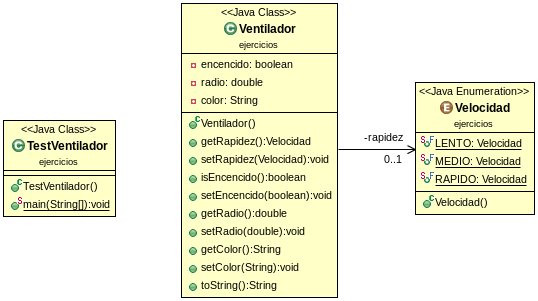 <<Java Class>>
TestVentilador
ejercicios
TestVentilador()
main(String[]):void
<<Java Class>>
Ventilador
ejercicios
encencido: boolean
radio: double
color: String
Ventilador()
getRapidez():Velocidad
setRapidez(Velocidad):void
isEncencido():boolean
setEncencido(boolean):void
getRadio():double
setRadio(double):void
getColor():String
setColor(String):void
toString():String
-rapidez
0..1
<<Java Enumeration>>
Velocidad
ejercicios
LENTO: Velocidad
MEDIO: Velocidad
RAPIDO: Velocidad
Velocidad()